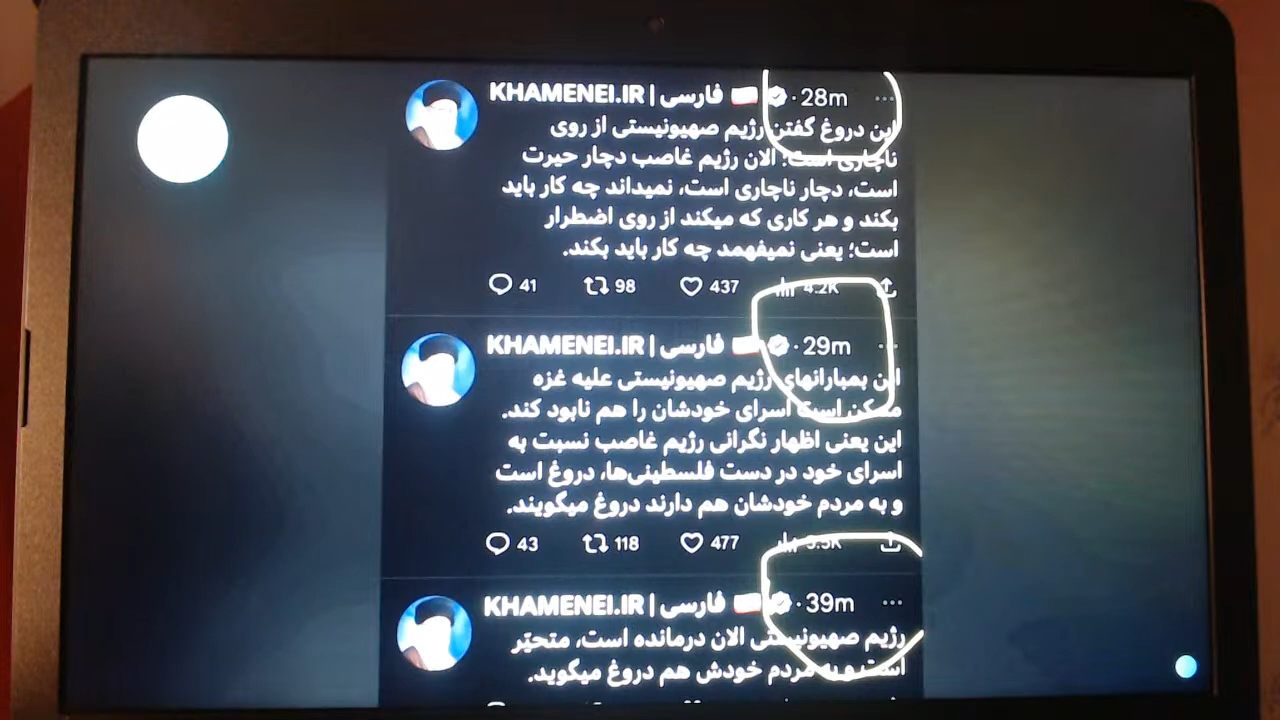 KHAMENEI.IR | فارسی · 28m
این دروغ گفتن رژیم صهیونیستی از روی
ناچاری است؛ الان رژیم غاصب دچار حیرت
است، دچار ناچاری است، نمیداند چه کار باید
بکند و هر کاری که میکند از روی اضطرار
است؛ یعنی نمیفهمد چه کار باید بکند.
41 98 437 4.2K
KHAMENEI.IR | فارسی · 29m
این بمبارانهای رژیم صهیونیستی علیه غزه
ممکن است اسرای خودشان را هم نابود کند.
این یعنی اظهار نگرانی رژیم غاصب نسبت به
اسرای خود در دست فلسطینی‌ها، دروغ است
و به مردم خودشان هم دارند دروغ میگویند.
43 118 477 5.5K
KHAMENEI.IR | فارسی · 39m
رژیم صهیونیستی الان درمانده است، متحیّر
است و به مردم خودش هم دروغ میگوید.